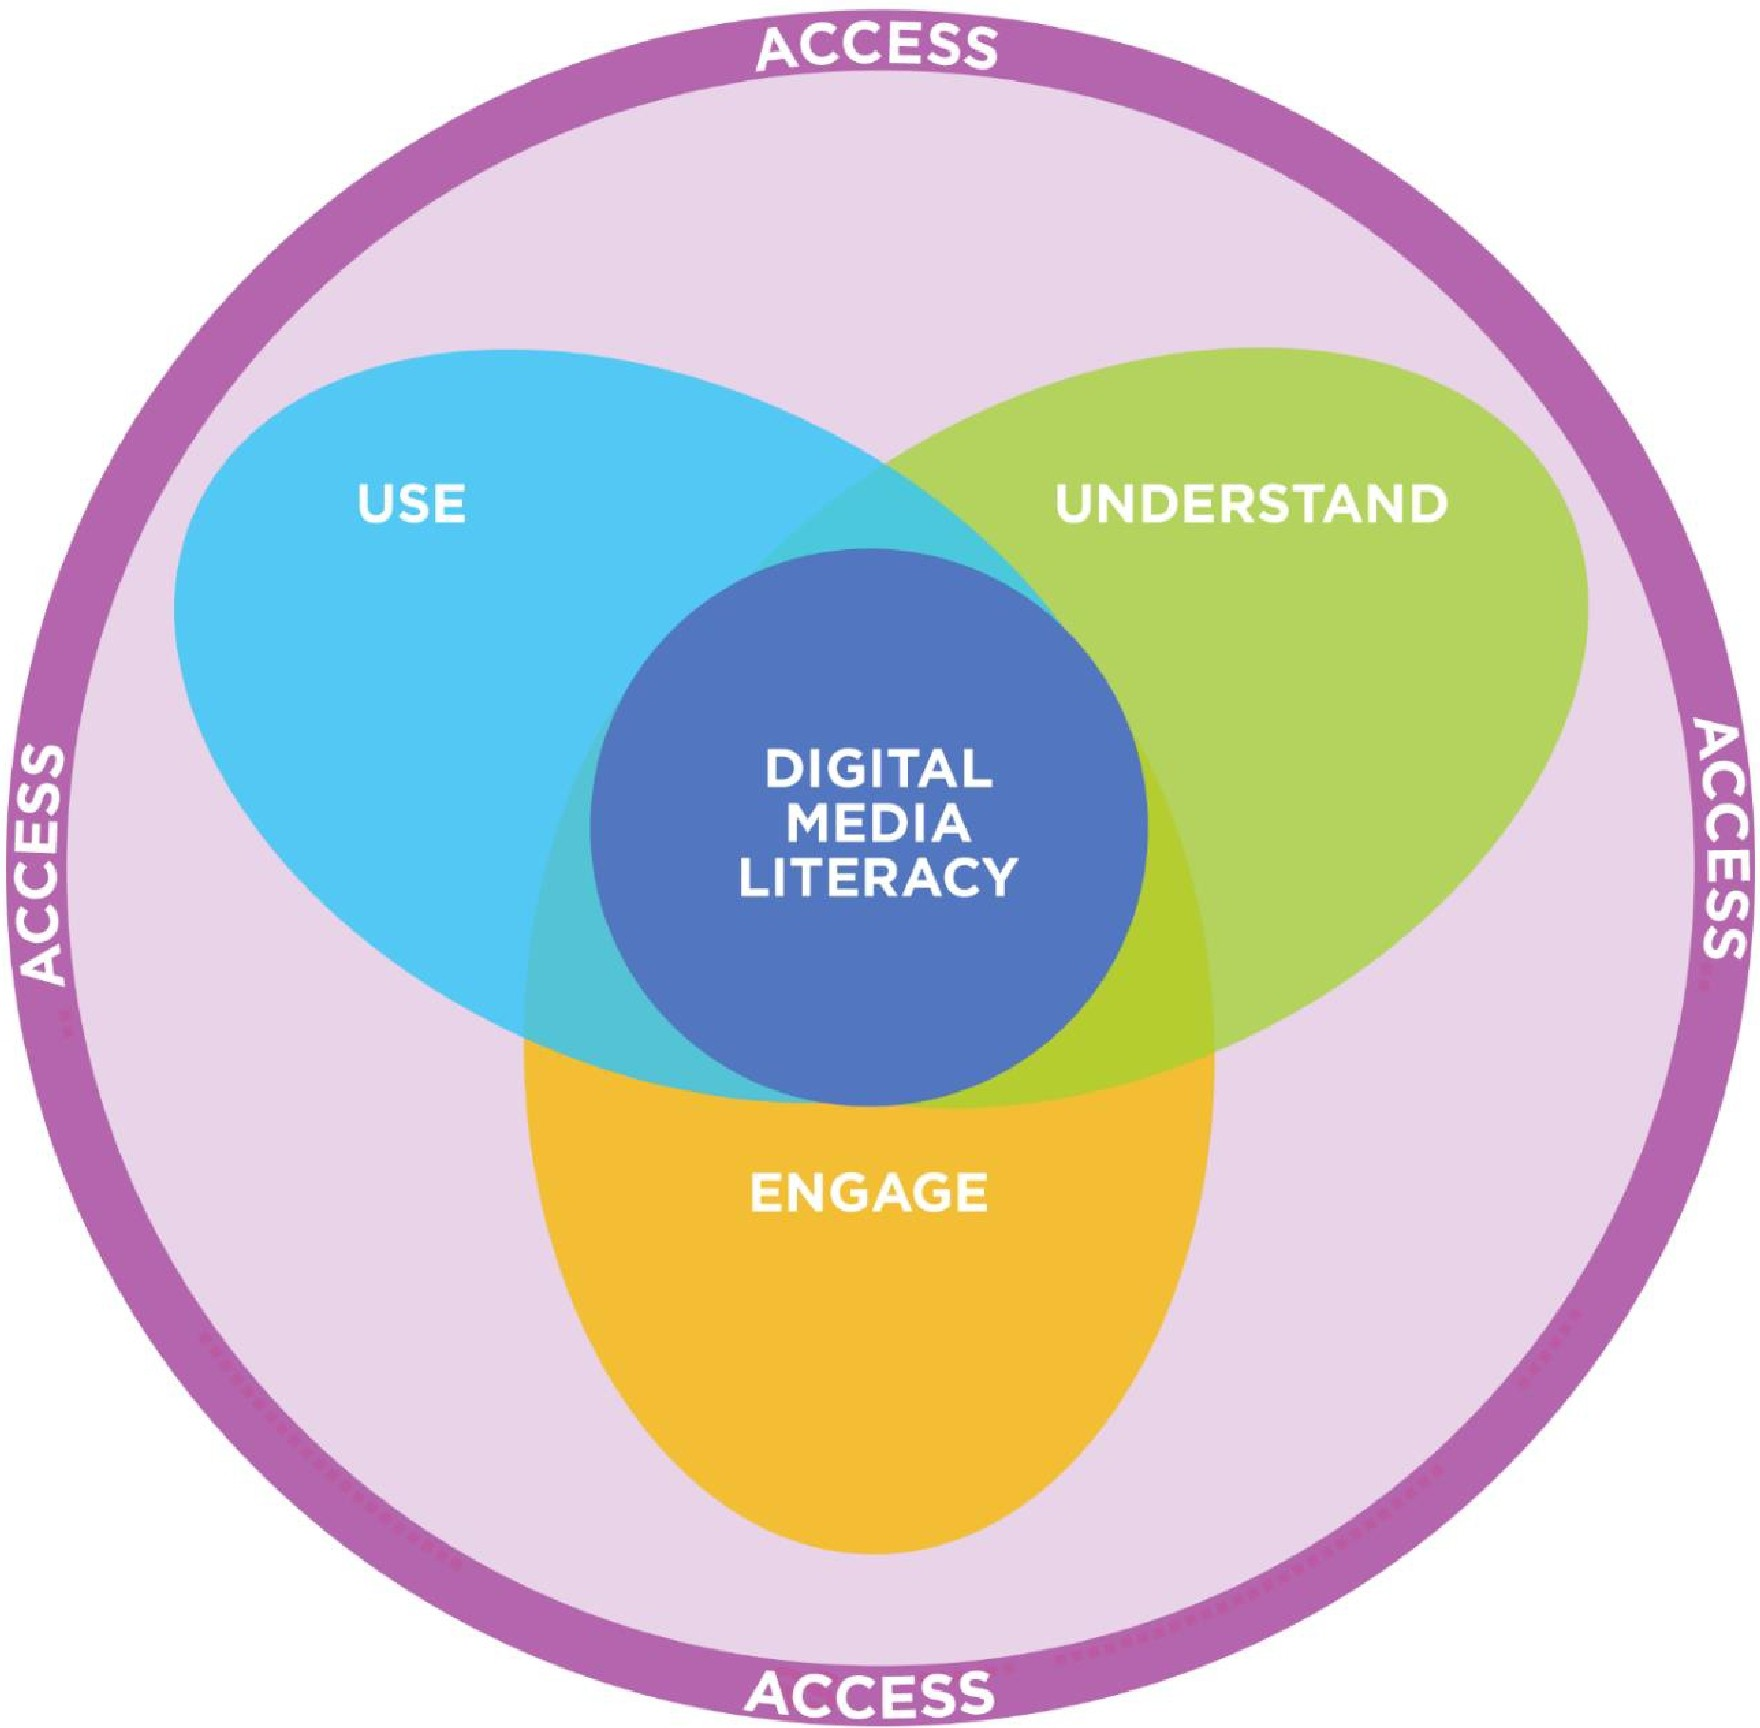 ACCESS
USE
UNDERSTAND
DIGITAL
MEDIA
LITERACY
ACCESS
ACCESS
ENGAGE
ACCESS